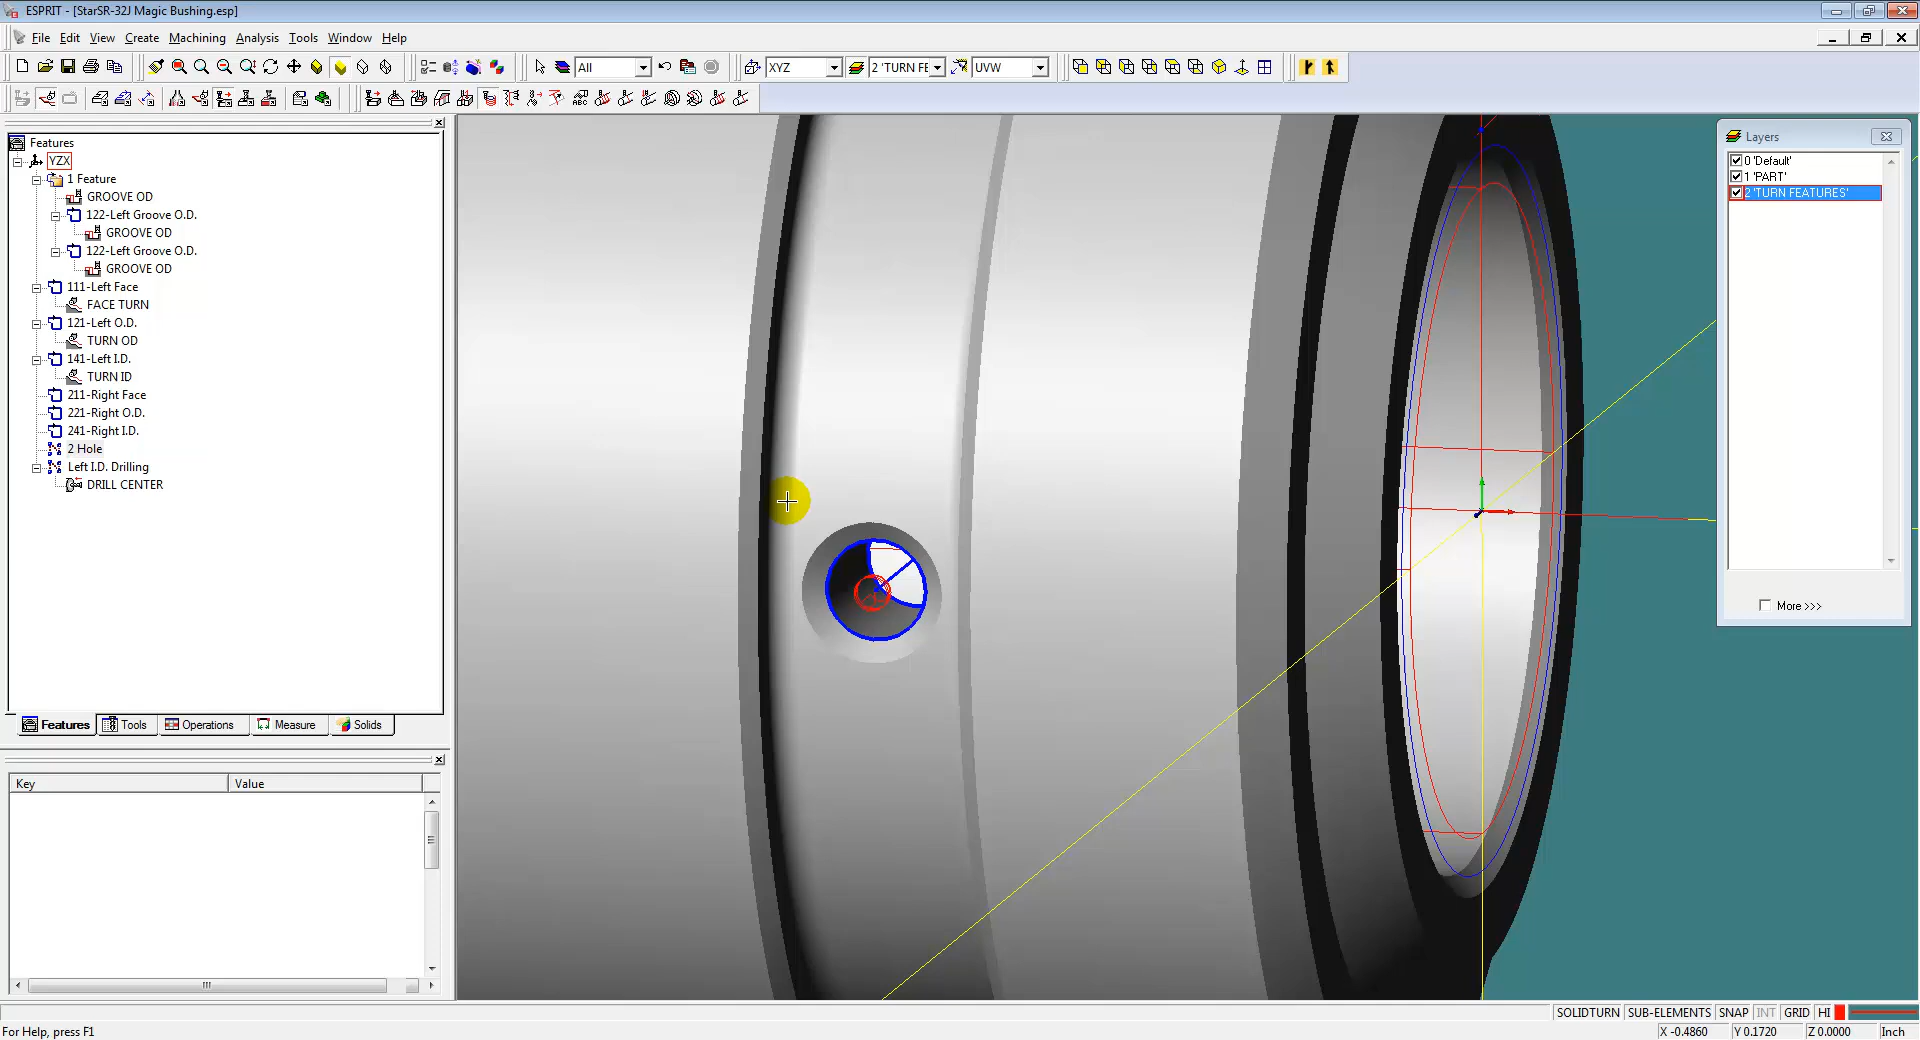 ESPRIT - [StarSR-32J Magic Bushing.esp]
File Edit View Create Machining Analysis Tools Window Help
All XYZ 2 'TURN FE UVW
Features
YZX
1 Feature
GROOVE OD
122-Left Groove O.D.
GROOVE OD
122-Left Groove O.D.
GROOVE OD
111-Left Face
FACE TURN
121-Left O.D.
TURN OD
141-Left I.D.
TURN ID
211-Right Face
221-Right O.D.
241-Right I.D.
2 Hole
Left I.D. Drilling
DRILL CENTER
Features Tools Operations Measure Solids
Key Value
Layers
0 'Default'
1 'PART'
2 'TURN FEATURES'
More >>>
SOLIDTURN SUB-ELEMENTS SNAP INT GRID HI
For Help, press F1
X -0.4860 Y 0.1720 Z 0.0000 Inch